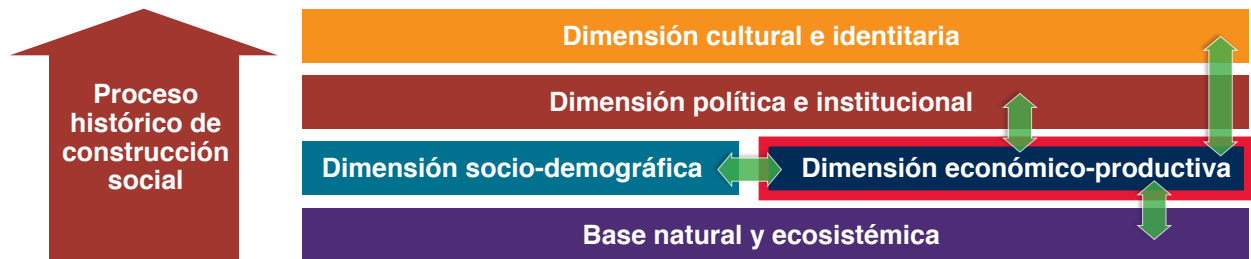 Proceso
histórico de
construcción
social
Dimensión cultural e identitaria
Dimensión política e institucional
Dimensión socio-demográfica
Dimensión económico-productiva
Base natural y ecosistémica